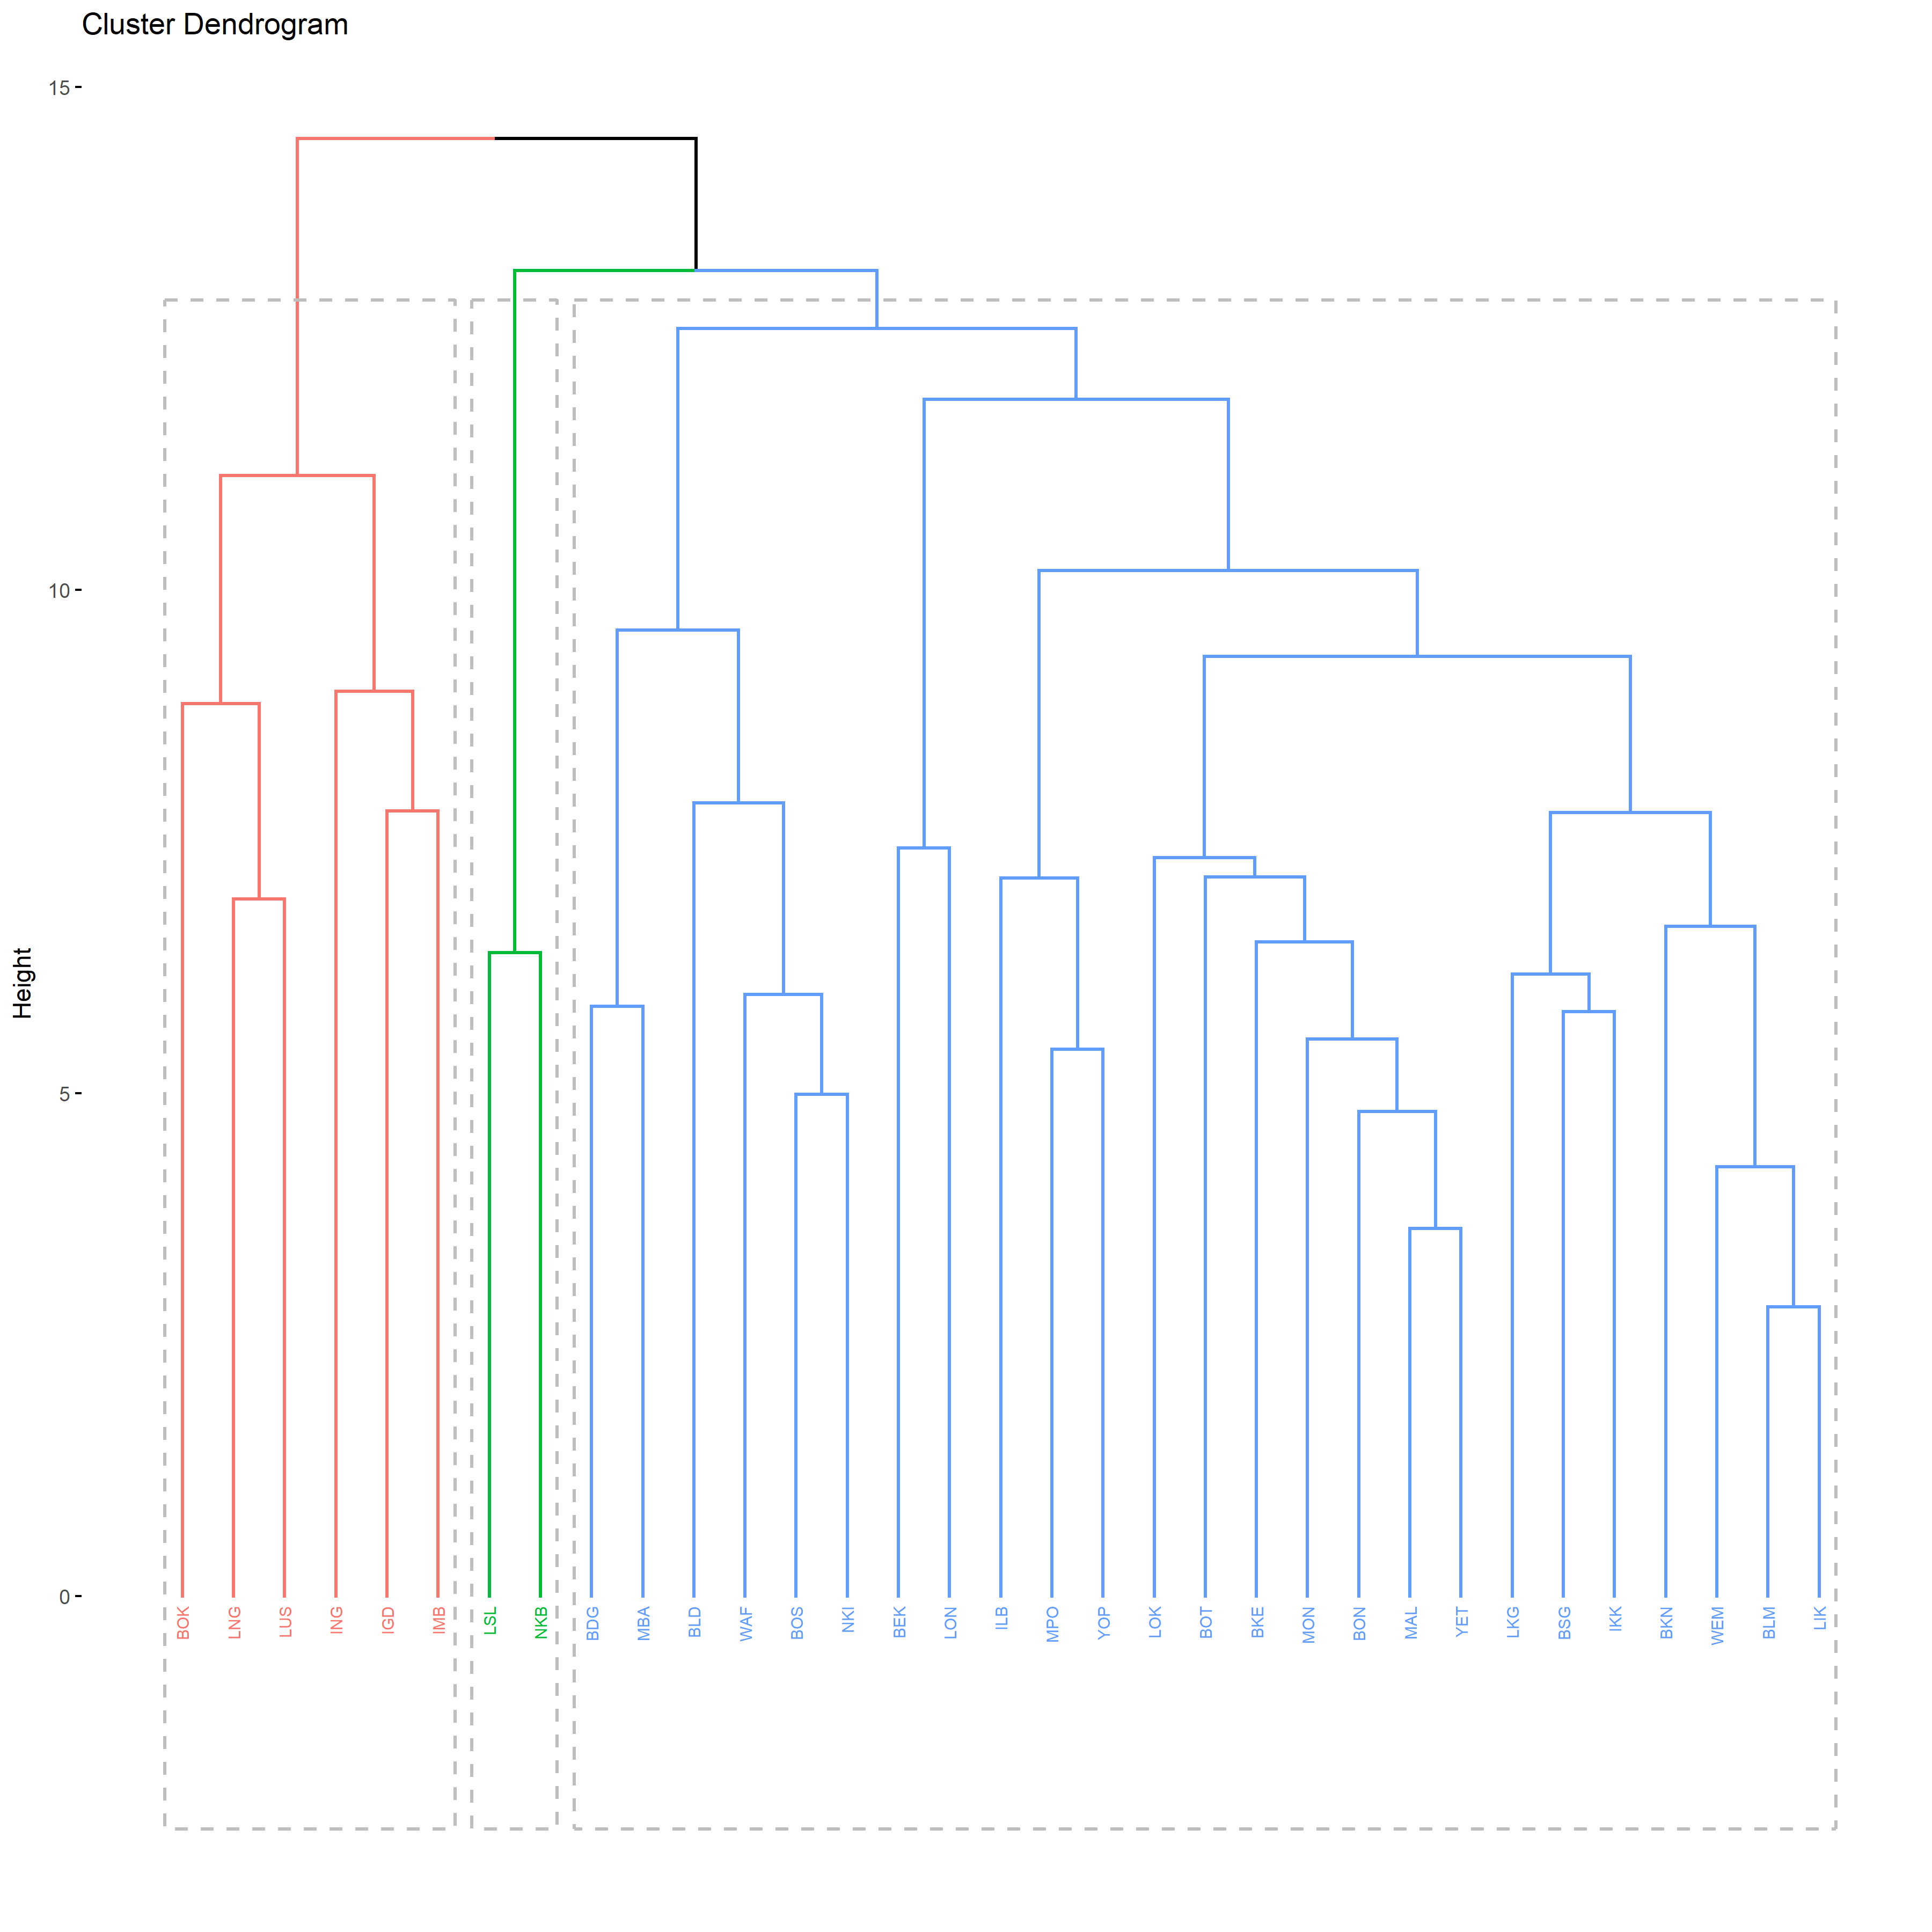 Cluster Dendrogram
15
10
5
0
Height
BOK
LNG
LUS
ING
IGD
IMB
LSL
NKB
BDG
MBA
BLD
WAF
BOS
NKI
BEK
LON
ILB
MPO
YOP
LOK
BOT
BKE
MON
BON
MAL
YET
LKG
BSG
IKK
BKN
WEM
BLM
LIK